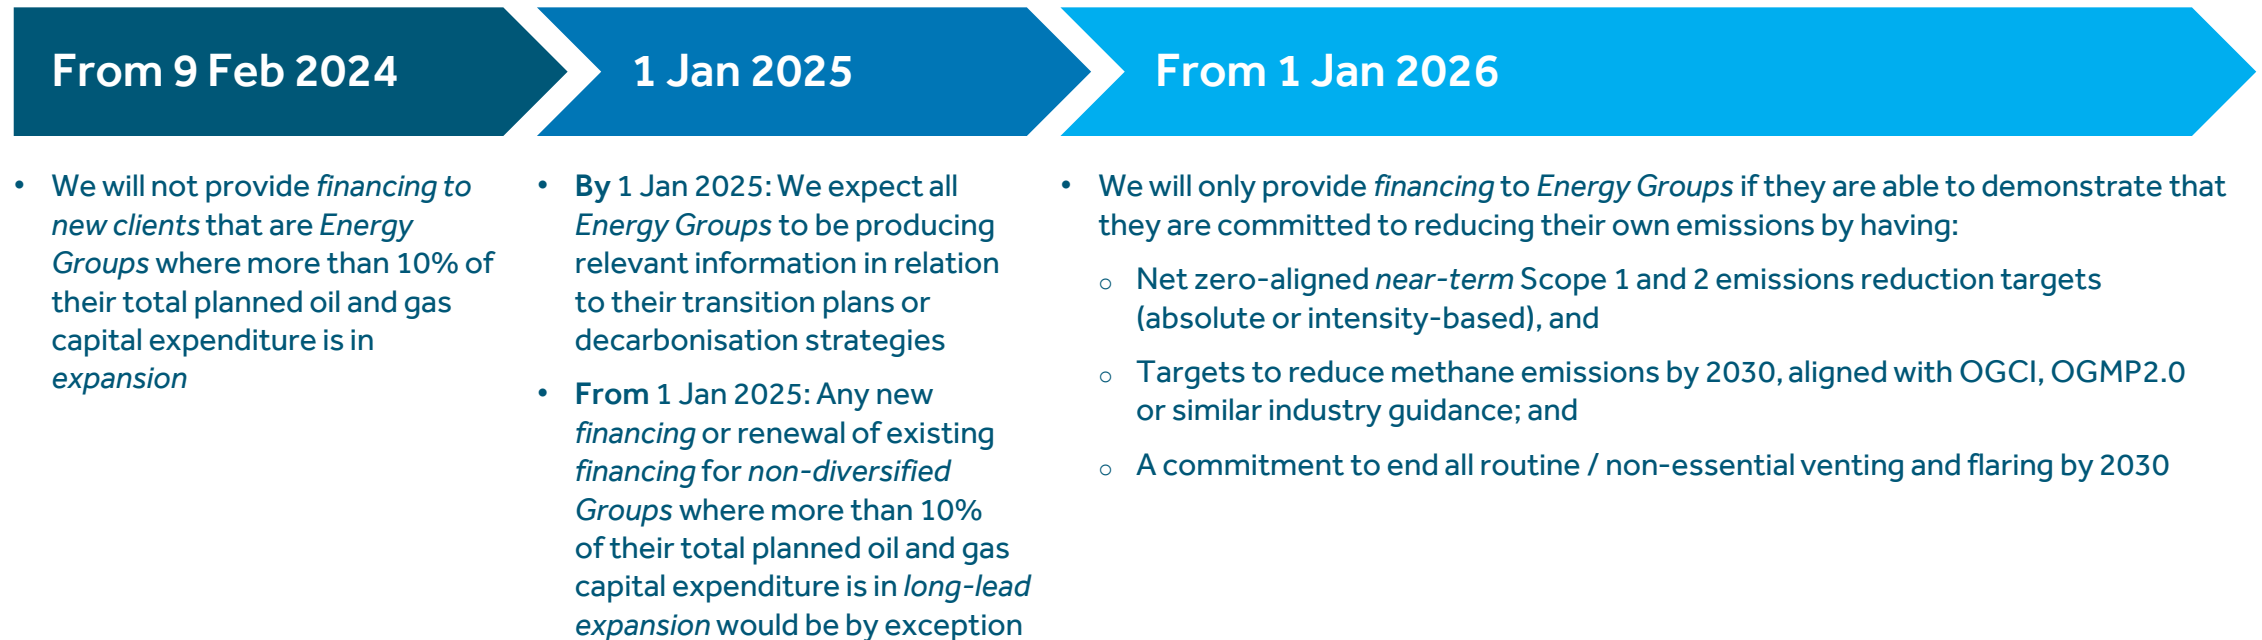 From 9 Feb 2024
• We will not provide financing to
new clients that are Energy
Groups where more than 10% of
their total planned oil and gas
capital expenditure is in
expansion
1 Jan 2025
• By 1 Jan 2025: We expect all
Energy Groups to be producing
relevant information in relation
to their transition plans or
decarbonisation strategies
• From 1 Jan 2025: Any new
financing or renewal of existing
financing for non-diversified
Groups where more than 10%
of their total planned oil and gas
capital expenditure is in long-lead
expansion would be by exception
From 1 Jan 2026
• We will only provide financing to Energy Groups if they are able to demonstrate that
they are committed to reducing their own emissions by having:
○ Net zero-aligned near-term Scope 1 and 2 emissions reduction targets
(absolute or intensity-based), and
○ Targets to reduce methane emissions by 2030, aligned with OGCI, OGMP2.0
or similar industry guidance; and
○ A commitment to end all routine / non-essential venting and flaring by 2030